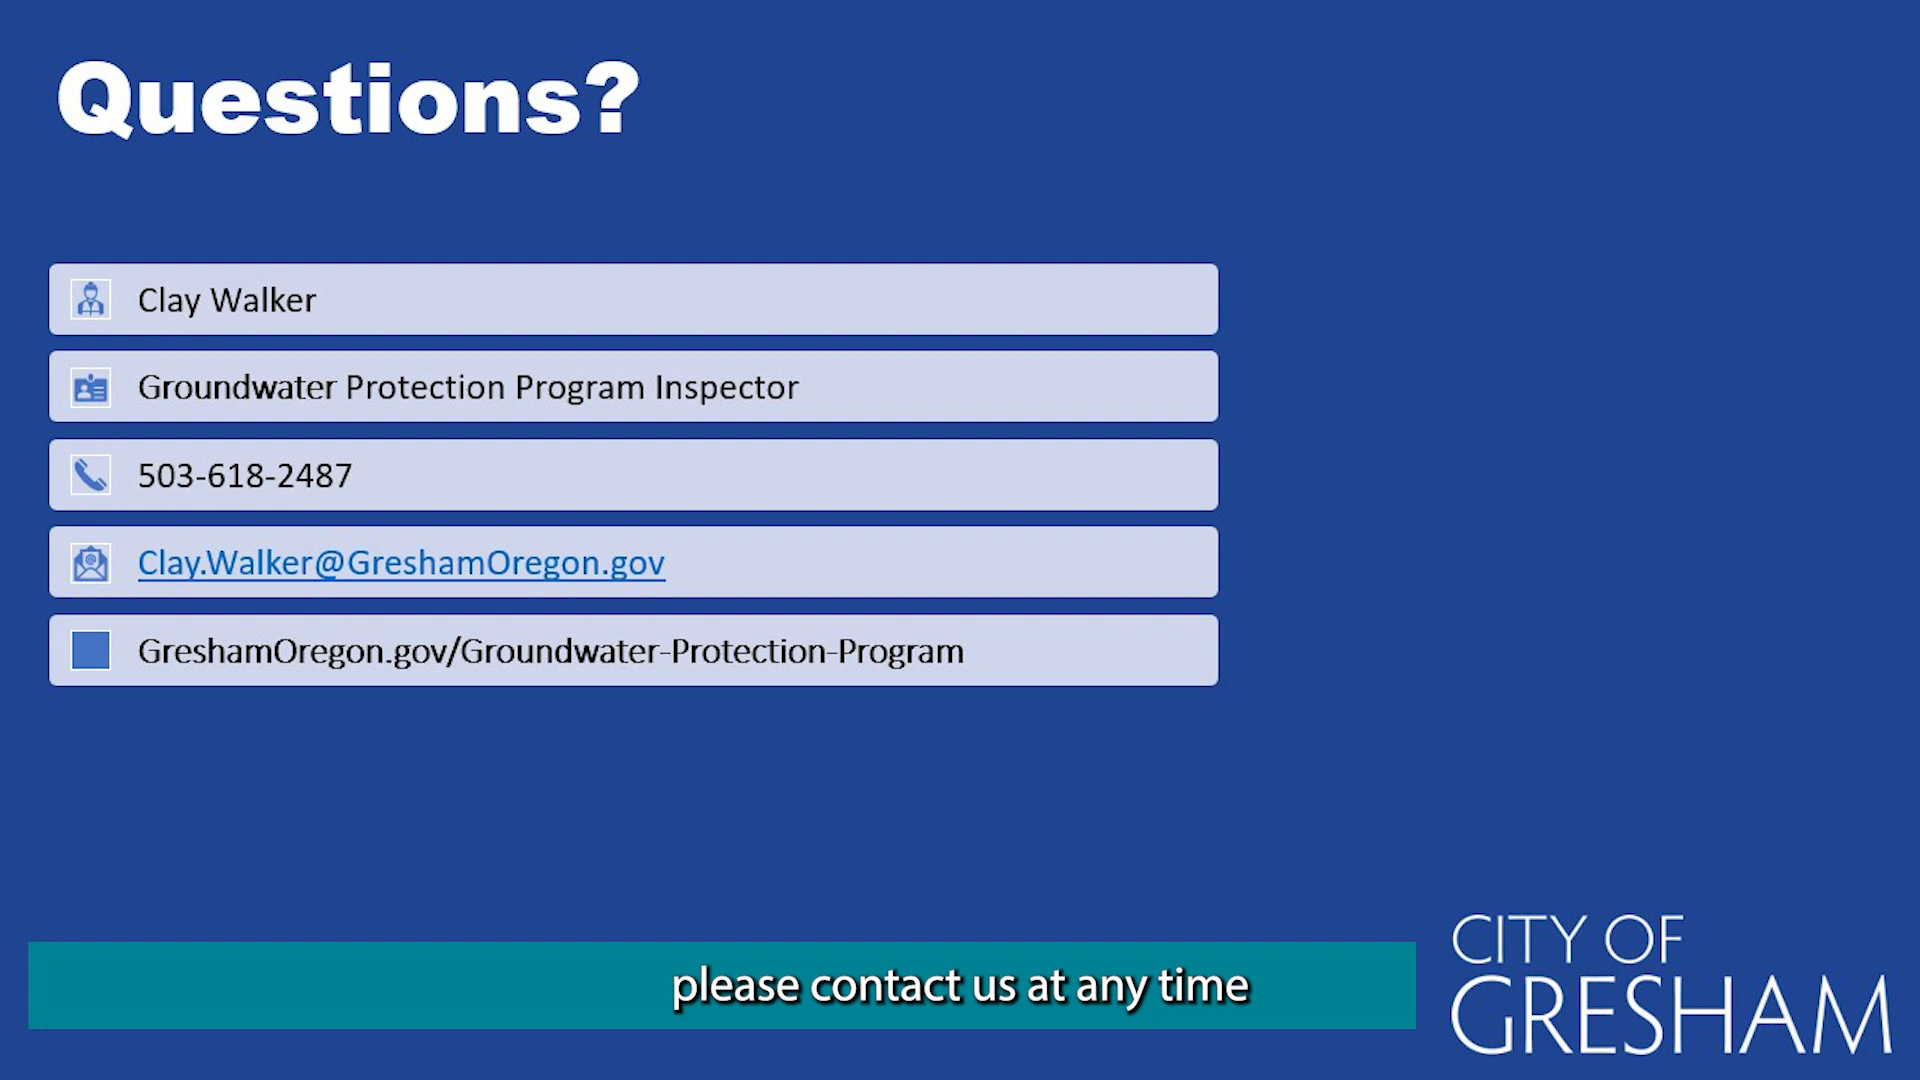 Questions?
Clay Walker
Groundwater Protection Program Inspector
503-618-2487
Clay.Walker@GreshamOregon.gov
GreshamOregon.gov/Groundwater-Protection-Program
please contact us at any time
CITY OF
GRESHAM